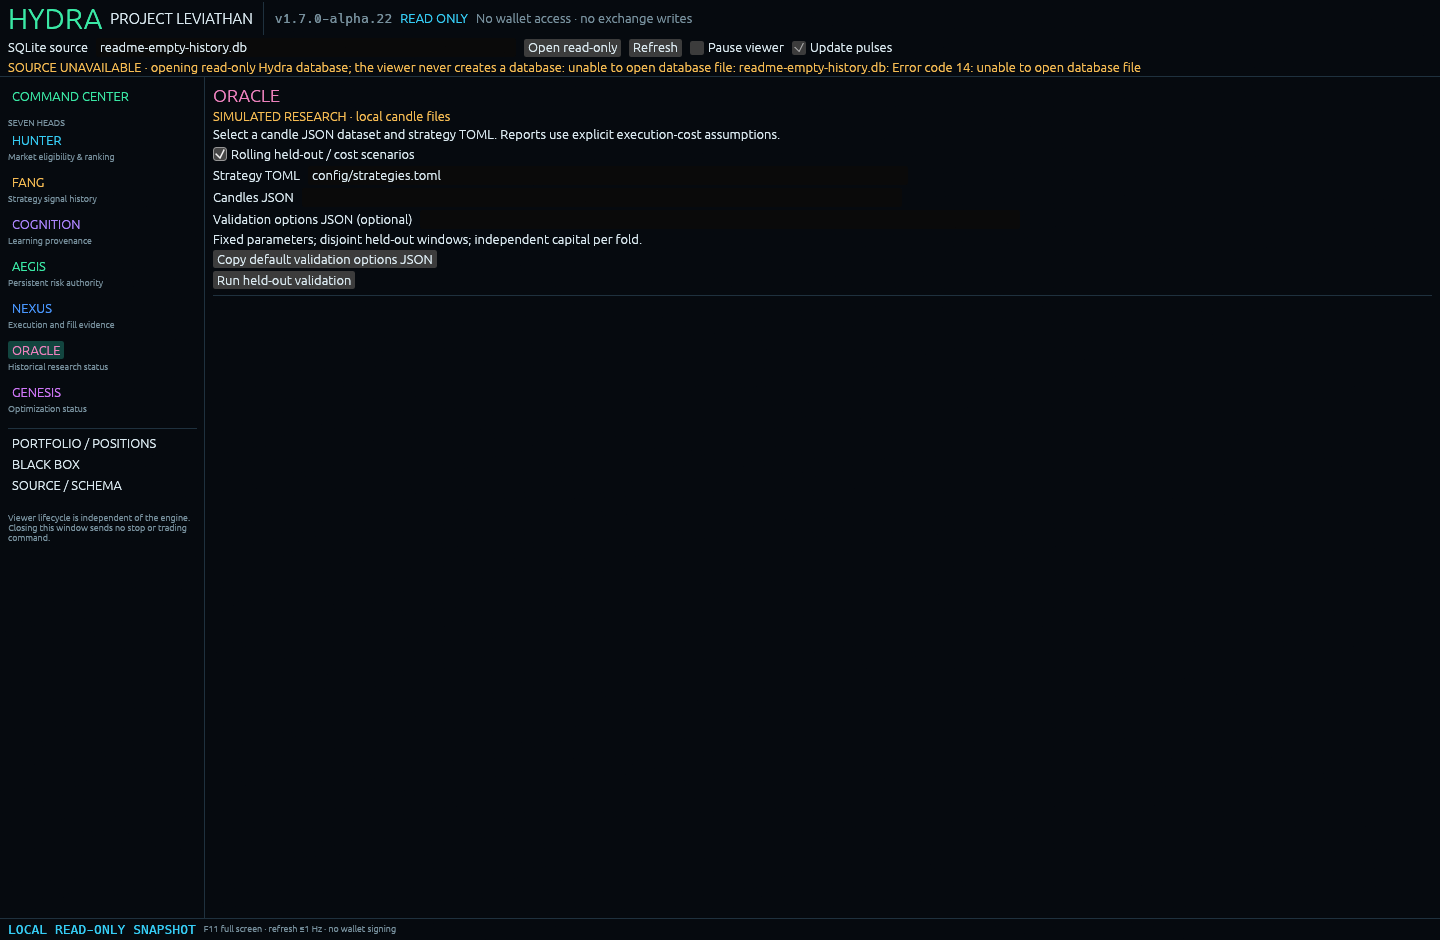 HYDRA PROJECT LEVIATHAN v1.7.0-alpha.22 READ ONLY No wallet access · no exchange writes
SQLite source readme-empty-history.db Open read-only Refresh Pause viewer Update pulses
SOURCE UNAVAILABLE · opening read-only Hydra database; the viewer never creates a database: unable to open database file: readme-empty-history.db: Error code 14: unable to open database file
COMMAND CENTER
SEVEN HEADS
HUNTER
Market eligibility & ranking
FANG
Strategy signal history
COGNITION
Learning provenance
AEGIS
Persistent risk authority
NEXUS
Execution and fill evidence
ORACLE
Historical research status
GENESIS
Optimization status
PORTFOLIO / POSITIONS
BLACK BOX
SOURCE / SCHEMA
Viewer lifecycle is independent of the engine.
Closing this window sends no stop or trading
command.
ORACLE
SIMULATED RESEARCH · local candle files
Select a candle JSON dataset and strategy TOML. Reports use explicit execution-cost assumptions.
Rolling held-out / cost scenarios
Strategy TOML config/strategies.toml
Candles JSON
Validation options JSON (optional)
Fixed parameters; disjoint held-out windows; independent capital per fold.
Copy default validation options JSON
Run held-out validation
LOCAL READ-ONLY SNAPSHOT F11 full screen · refresh ≤1 Hz · no wallet signing